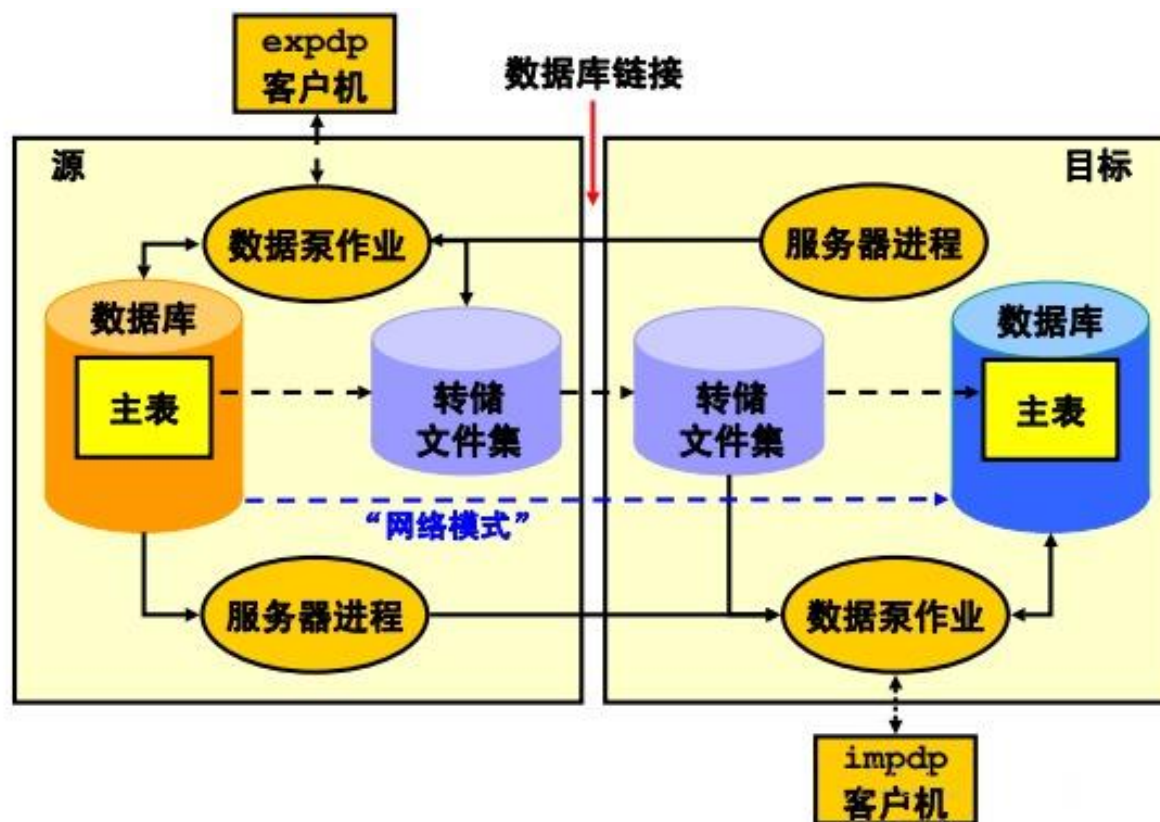 expdp
客户机
数据库链接
源
目标
数据泵作业
服务器进程
数据库
数据库
主表
转储
文件集
转储
文件集
主表
“网络模式”
服务器进程
数据泵作业
impdp
客户机